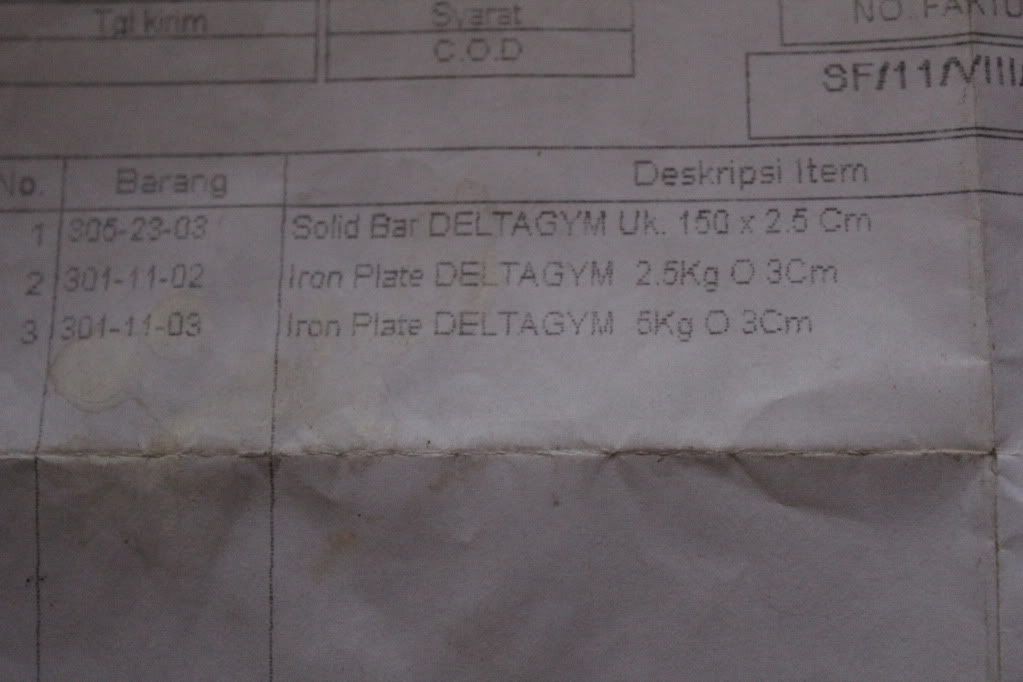 Tgl kirim Syarat NO. FAKTU
C.O.D
SF/11/VIII/
No. Barang Deskripsi Item
1 305-23-03 Solid Bar DELTAGYM Uk. 150 x 2.5 Cm
2 301-11-02 Iron Plate DELTAGYM 2.5Kg O 3Cm
3 301-11-03 Iron Plate DELTAGYM 5Kg O 3Cm